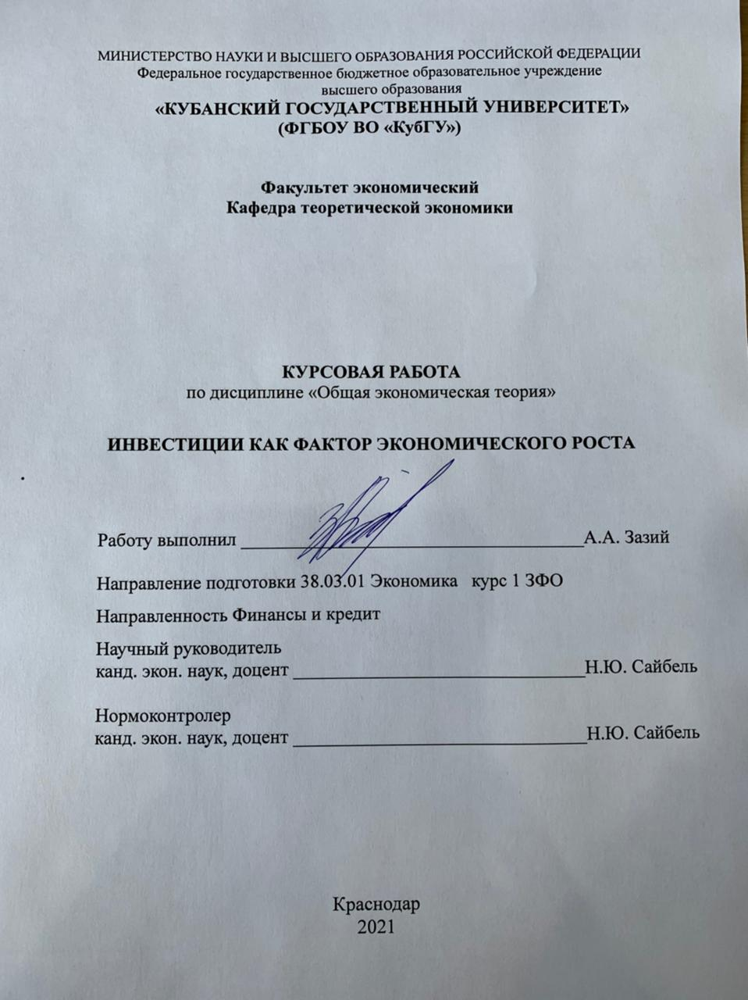 МИНИСТЕРСТВО НАУКИ И ВЫСШЕГО ОБРАЗОВАНИЯ РОССИЙСКОЙ ФЕДЕРАЦИИ
Федеральное государственное бюджетное образовательное учреждение
высшего образования
«КУБАНСКИЙ ГОСУДАРСТВЕННЫЙ УНИВЕРСИТЕТ»
(ФГБОУ ВО «КубГУ»)
Факультет экономический
Кафедра теоретической экономики
КУРСОВАЯ РАБОТА
по дисциплине «Общая экономическая теория»
ИНВЕСТИЦИИ КАК ФАКТОР ЭКОНОМИЧЕСКОГО РОСТА
Работу выполнил А.А. Зазий
Направление подготовки 38.03.01 Экономика курс 1 ЗФО
Направленность Финансы и кредит
Научный руководитель
канд. экон. наук, доцент Н.Ю. Сайбель
Нормоконтролер
канд. экон. наук, доцент Н.Ю. Сайбель
Краснодар
2021